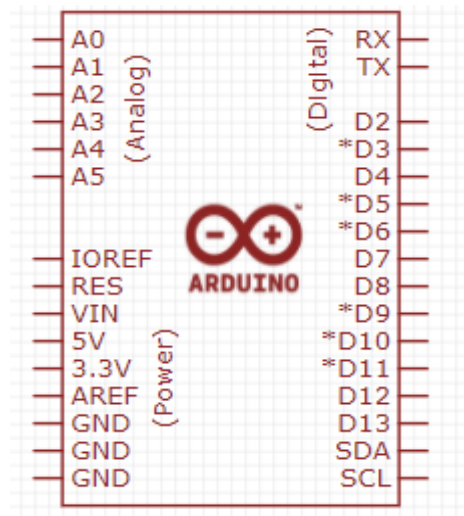 A0
A1
A2
A3
A4
A5
(Analog)
IOREF
RES
VIN
5V
3.3V
AREF
GND
GND
GND
(Power)
ARDUINO
™
(DIgital)
RX
TX
D2
*D3
D4
*D5
*D6
D7
D8
*D9
*D10
*D11
D12
D13
SDA
SCL